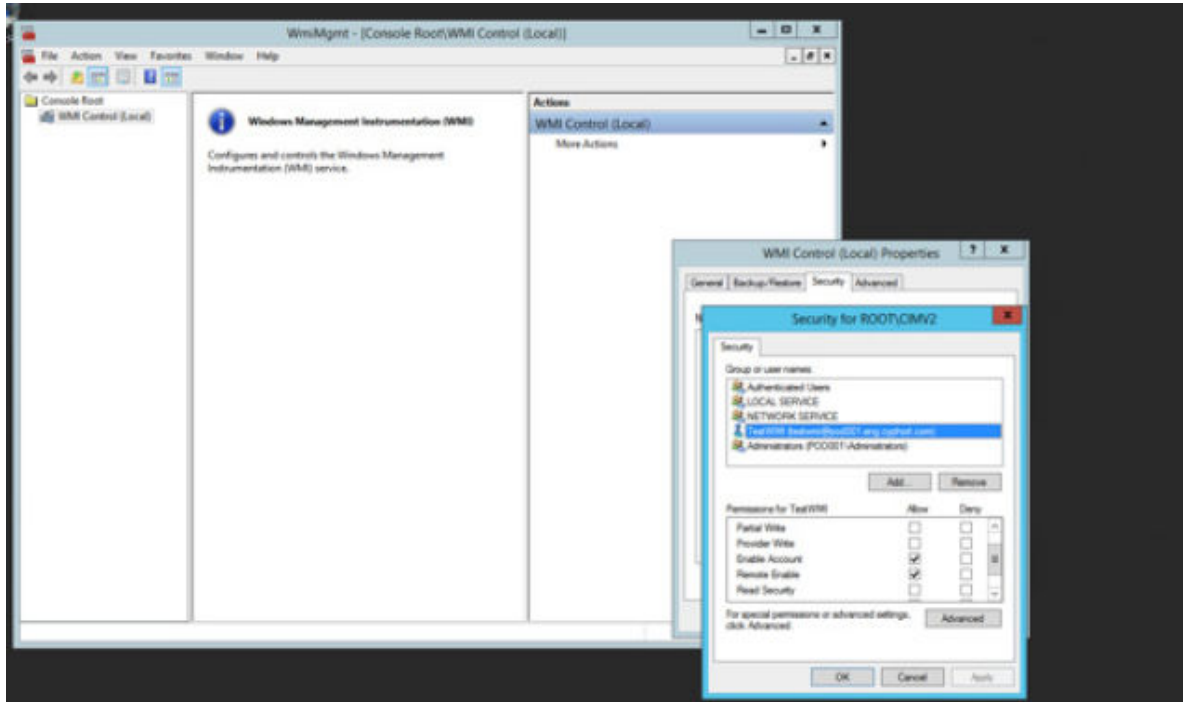 WmiMgmt - [Console Root\WMI Control (Local)]
File Action View Favorites Window Help
Console Root
WMI Control (Local)
Windows Management Instrumentation (WMI)
Configures and controls the Windows Management
Instrumentation (WMI) service.
Actions
WMI Control (Local)
More Actions
WMI Control (Local) Properties
General Backup/Restore Security Advanced
Security for ROOT\CIMV2
Security
Group or user names:
Authenticated Users
LOCAL SERVICE
NETWORK SERVICE
TestWMI
Administrators (POD001\Administrators)
Add... Remove
Permissions for TestWMI Allow Deny
Partial Write
Provider Write
Enable Account
Remote Enable
Read Security
For special permissions or advanced settings,
click Advanced.
Advanced
OK Cancel Apply